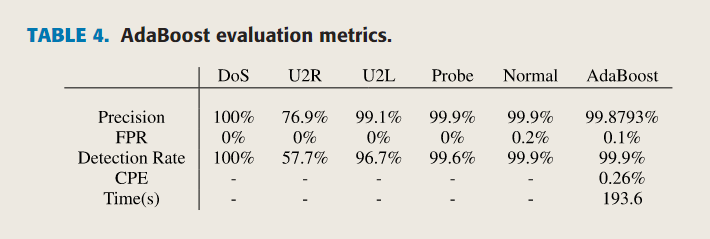 TABLE 4. AdaBoost evaluation metrics.
DoS U2R U2L Probe Normal AdaBoost
Precision 100% 76.9% 99.1% 99.9% 99.9% 99.8793%
FPR 0% 0% 0% 0% 0.2% 0.1%
Detection Rate 100% 57.7% 96.7% 99.6% 99.9% 99.9%
CPE - - - - - 0.26%
Time(s) - - - - - 193.6